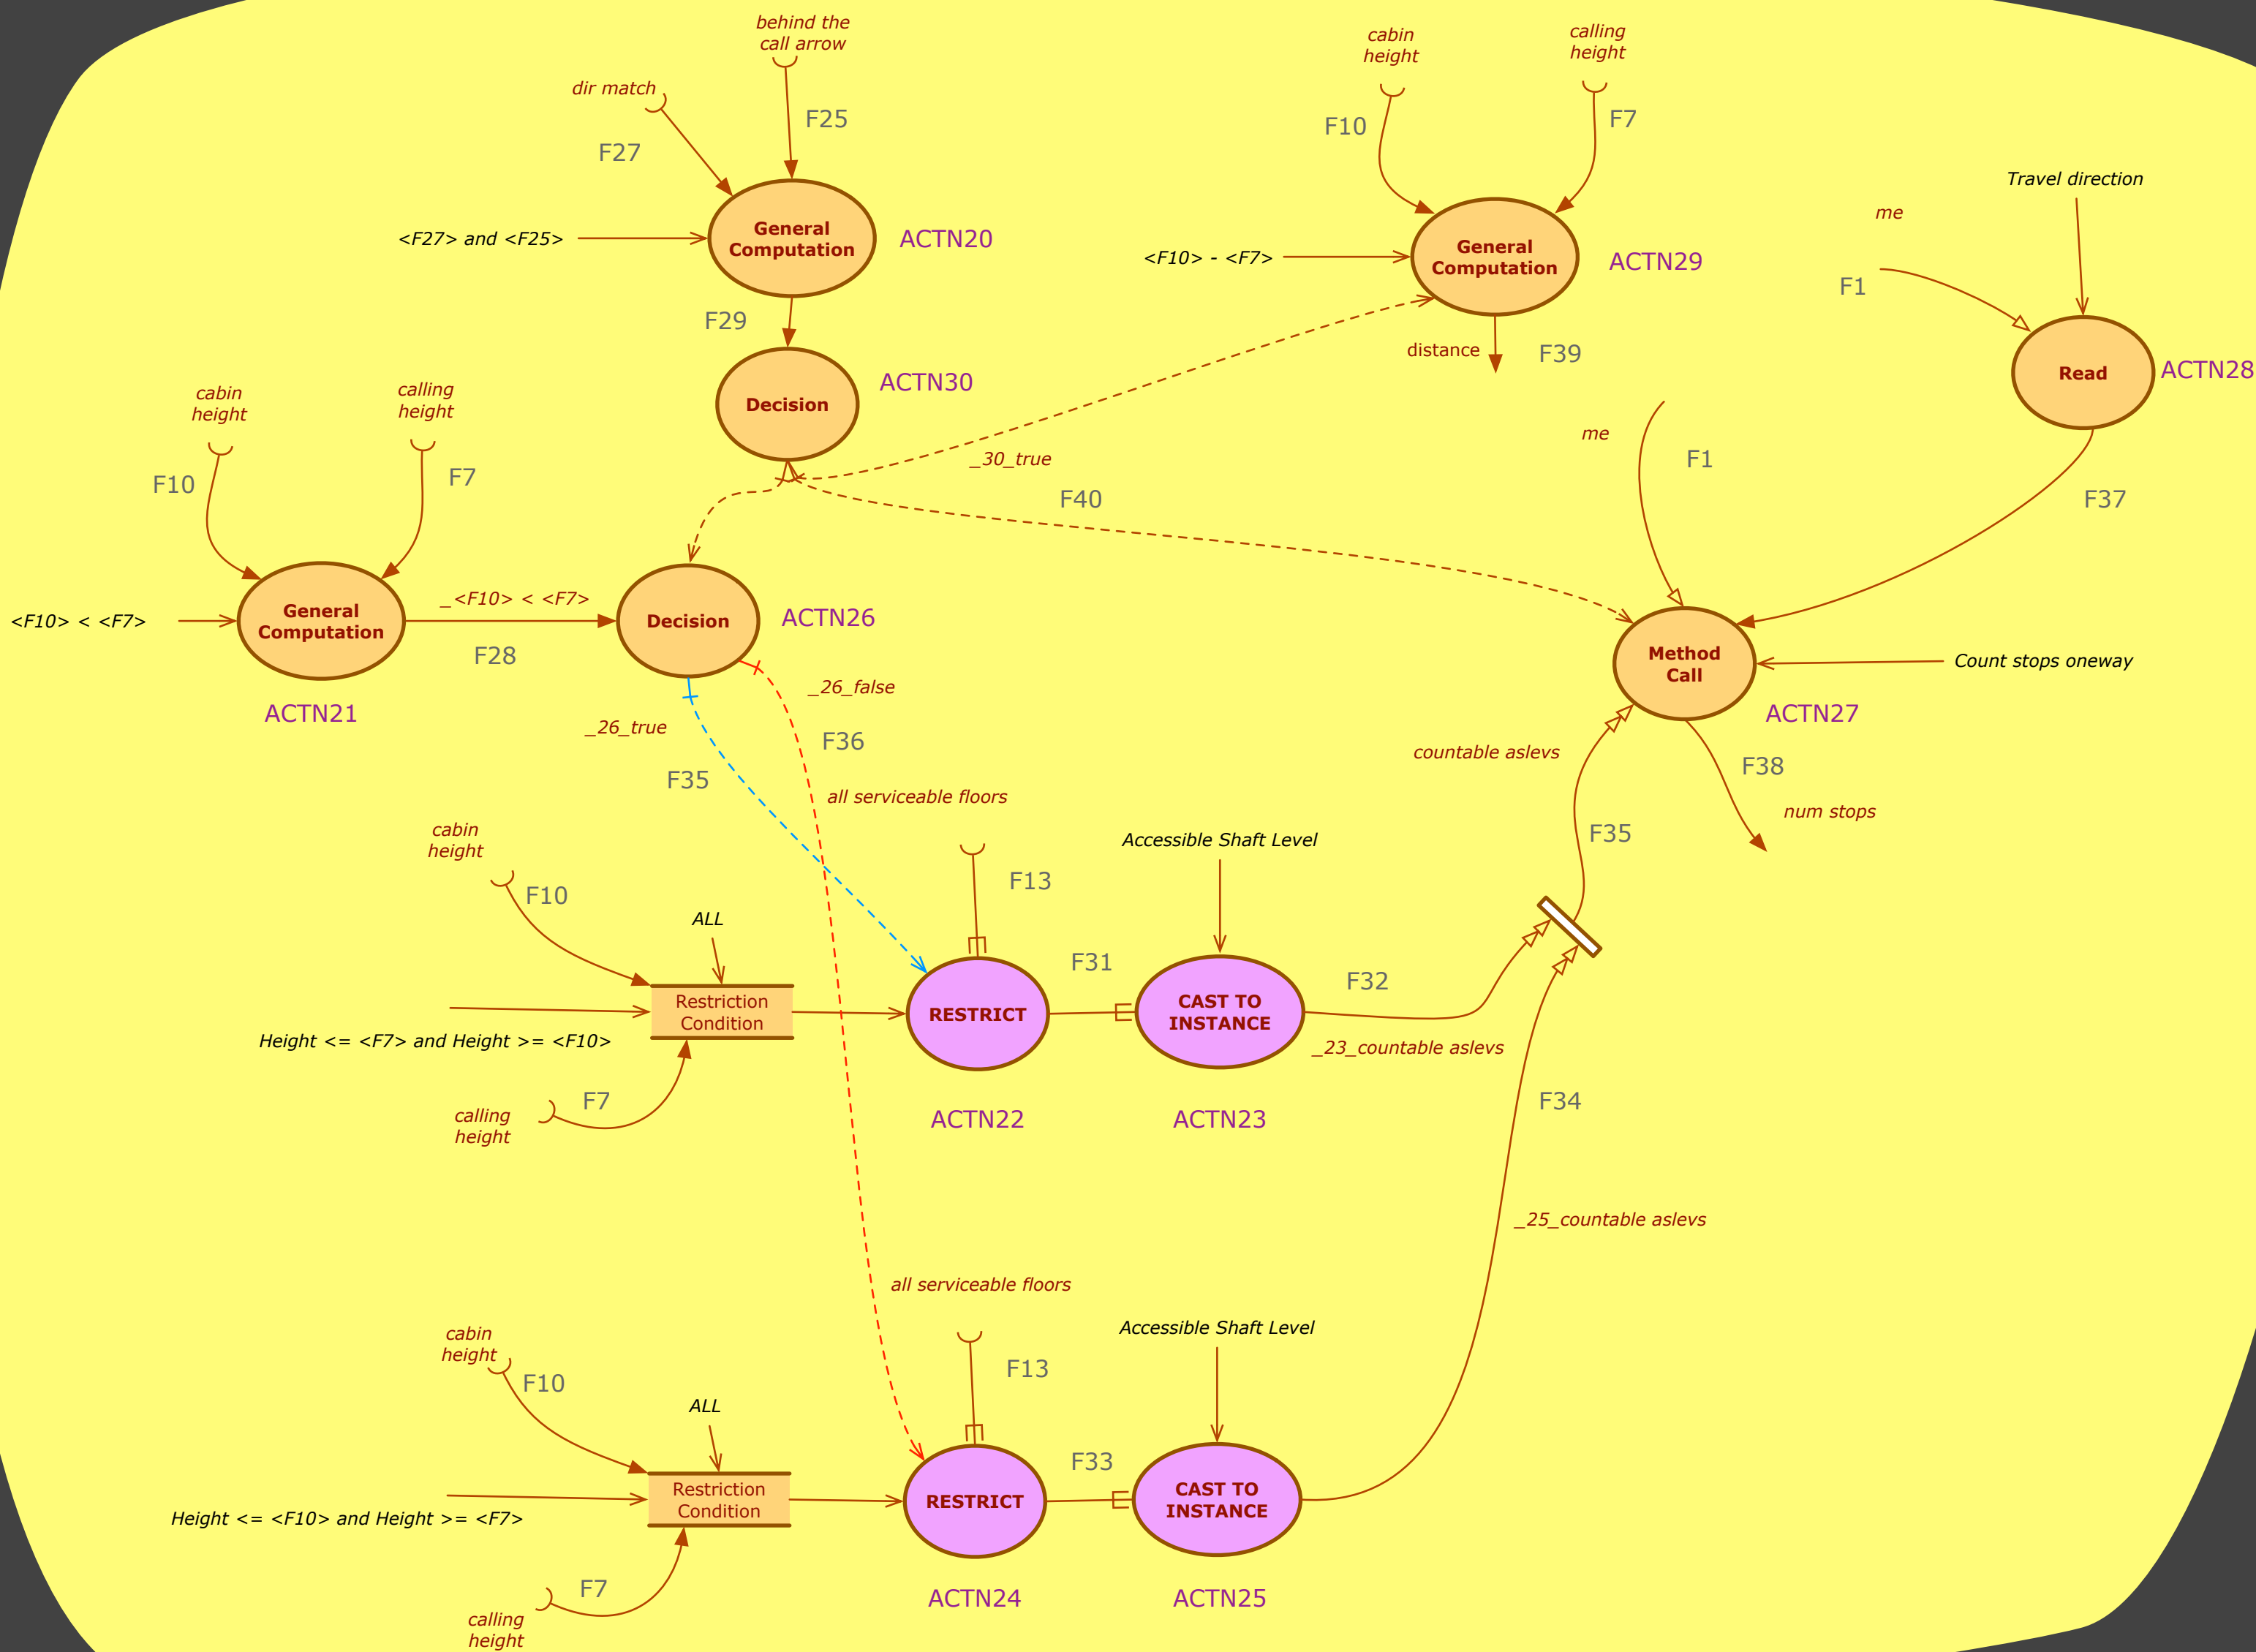 behind the
call arrow
dir match
F25
F27
<F27> and <F25>
General
Computation
ACTN20
F29
Decision
ACTN30
cabin
height
calling
height
F10
F7
<F10> - <F7>
General
Computation
ACTN29
distance
F39
Travel direction
me
F1
Read
ACTN28
me
F1
F37
_30_true
F40
cabin
height
calling
height
F10
F7
<F10> < <F7>
General
Computation
ACTN21
_<F10> < <F7>
F28
Decision
ACTN26
_26_false
F36
_26_true
F35
Method
Call
Count stops oneway
ACTN27
countable aslevs
F38
num stops
F35
all serviceable floors
F13
Accessible Shaft Level
cabin
height
F10
ALL
Restriction
Condition
Height <= <F7> and Height >= <F10>
calling
height
F7
RESTRICT
ACTN22
F31
CAST TO
INSTANCE
ACTN23
F32
_23_countable aslevs
F34
_25_countable aslevs
all serviceable floors
F13
Accessible Shaft Level
cabin
height
F10
ALL
Restriction
Condition
Height <= <F10> and Height >= <F7>
calling
height
F7
RESTRICT
ACTN24
F33
CAST TO
INSTANCE
ACTN25